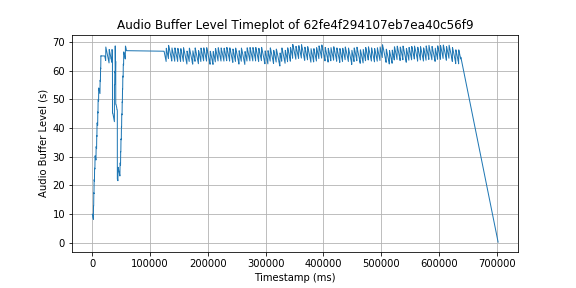 Audio Buffer Level Timeplot of 62fe4f294107eb7ea40c56f9
Audio Buffer Level (s)
70
60
50
40
30
20
10
0
0 100000 200000 300000 400000 500000 600000 700000
Timestamp (ms)